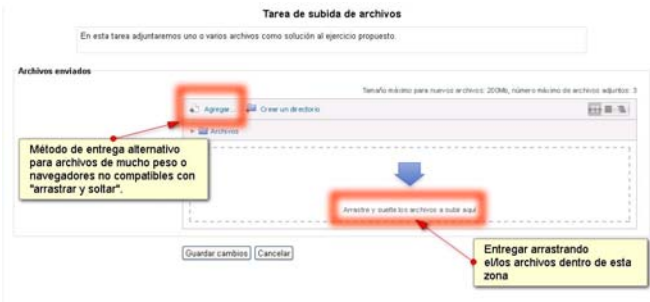 Tarea de subida de archivos
En esta tarea adjuntaremos uno o varios archivos como solución al ejercicio propuesto.
Archivos enviados
Tamaño máximo para nuevos archivos: 200Mb, número máximo de archivos adjuntos: 3
Agregar... Crear un directorio
Archivos
Método de entrega alternativo
para archivos de mucho peso o
navegadores no compatibles con
"arrastrar y soltar".
Arrastre y suelte los archivos a subir aquí
Guardar cambios Cancelar
Entregar arrastrando
el/los archivos dentro de esta
zona